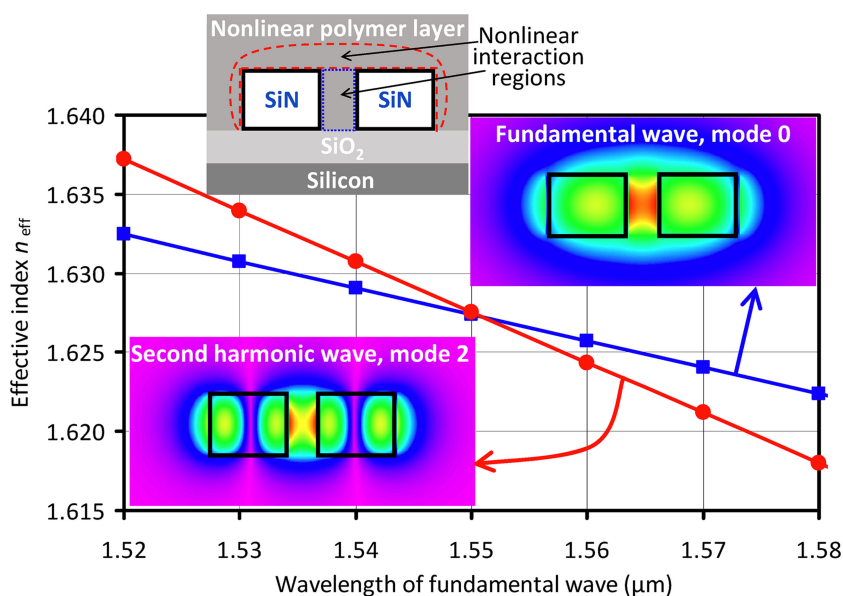 Nonlinear polymer layer
Nonlinear
interaction
regions
SiN
SiN
SiO2
Silicon
Fundamental wave, mode 0
Second harmonic wave, mode 2
Effective index n eff
1.640
1.635
1.630
1.625
1.620
1.615
1.52
1.53
1.54
1.55
1.56
1.57
1.58
Wavelength of fundamental wave (µm)